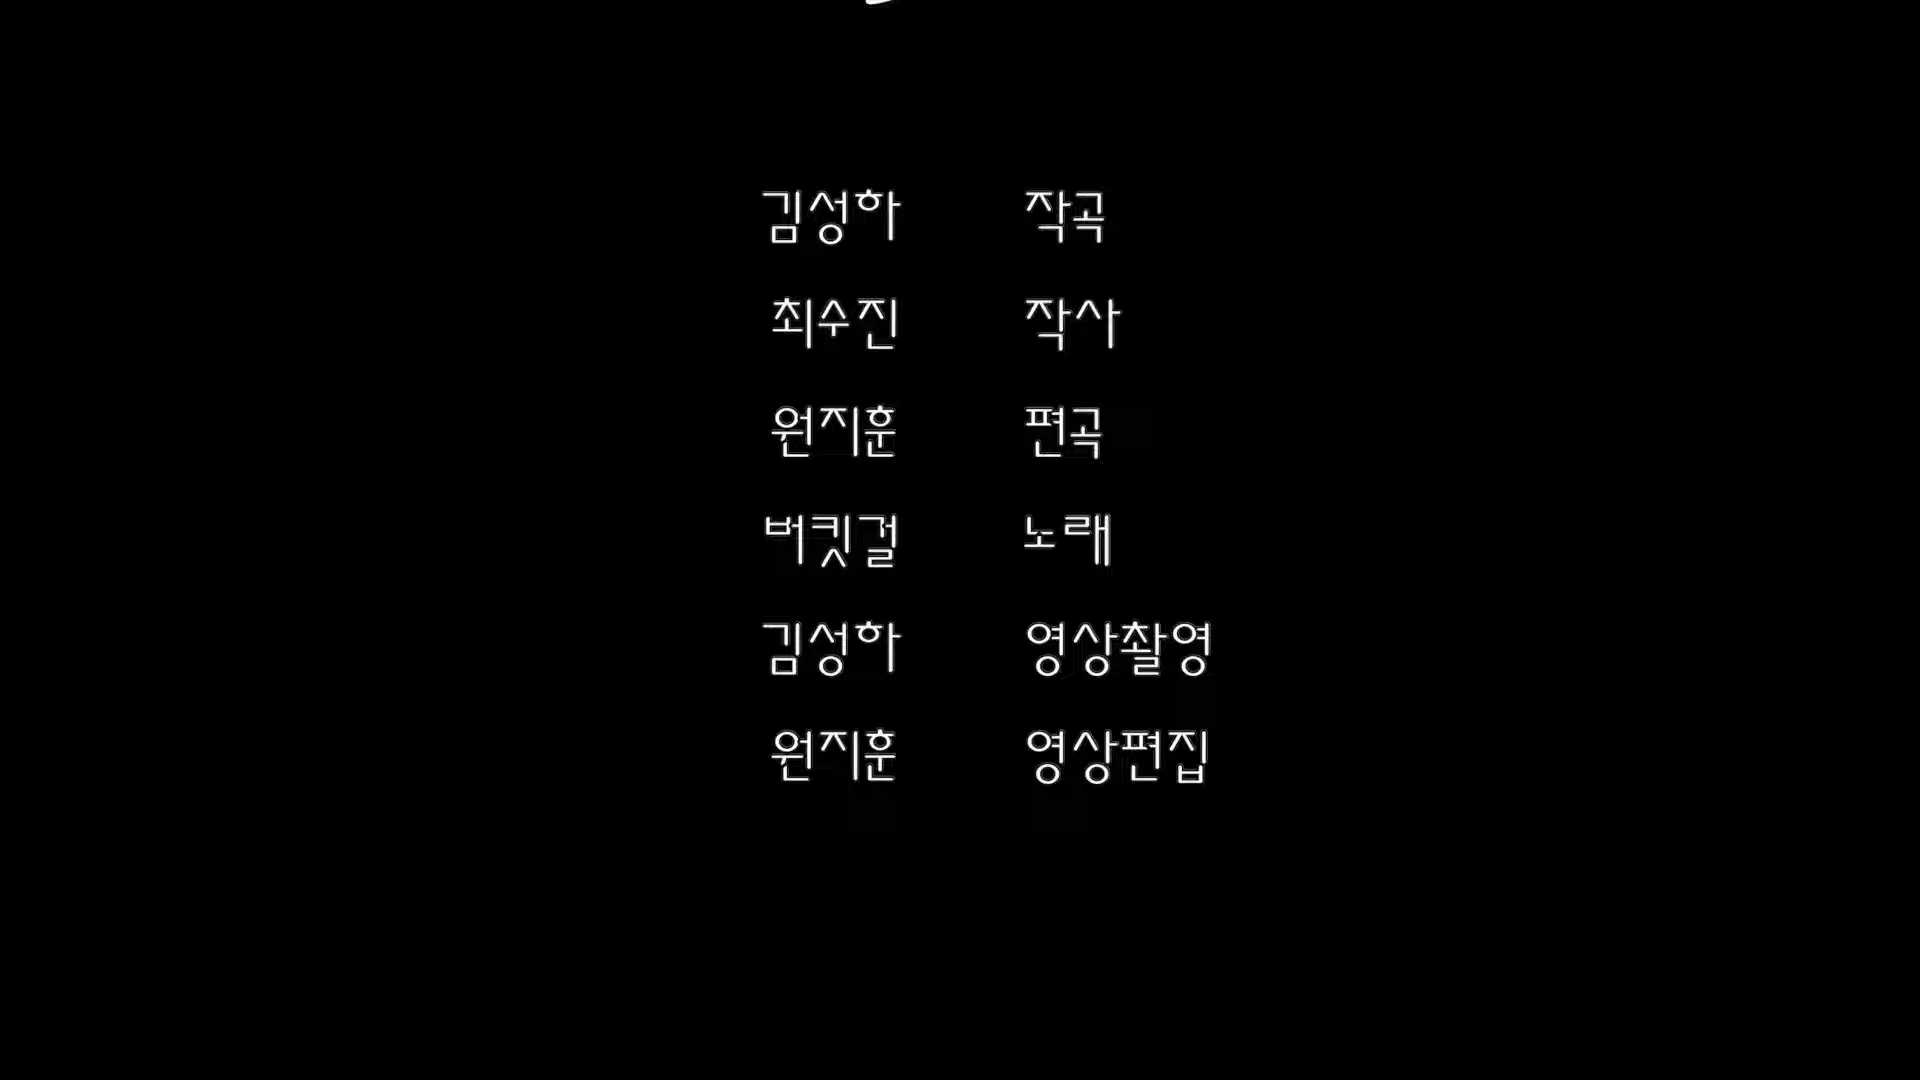 김성하 작곡
최수진 작사
원지훈 편곡
버킷걸 노래
김성하 영상촬영
원지훈 영상편집